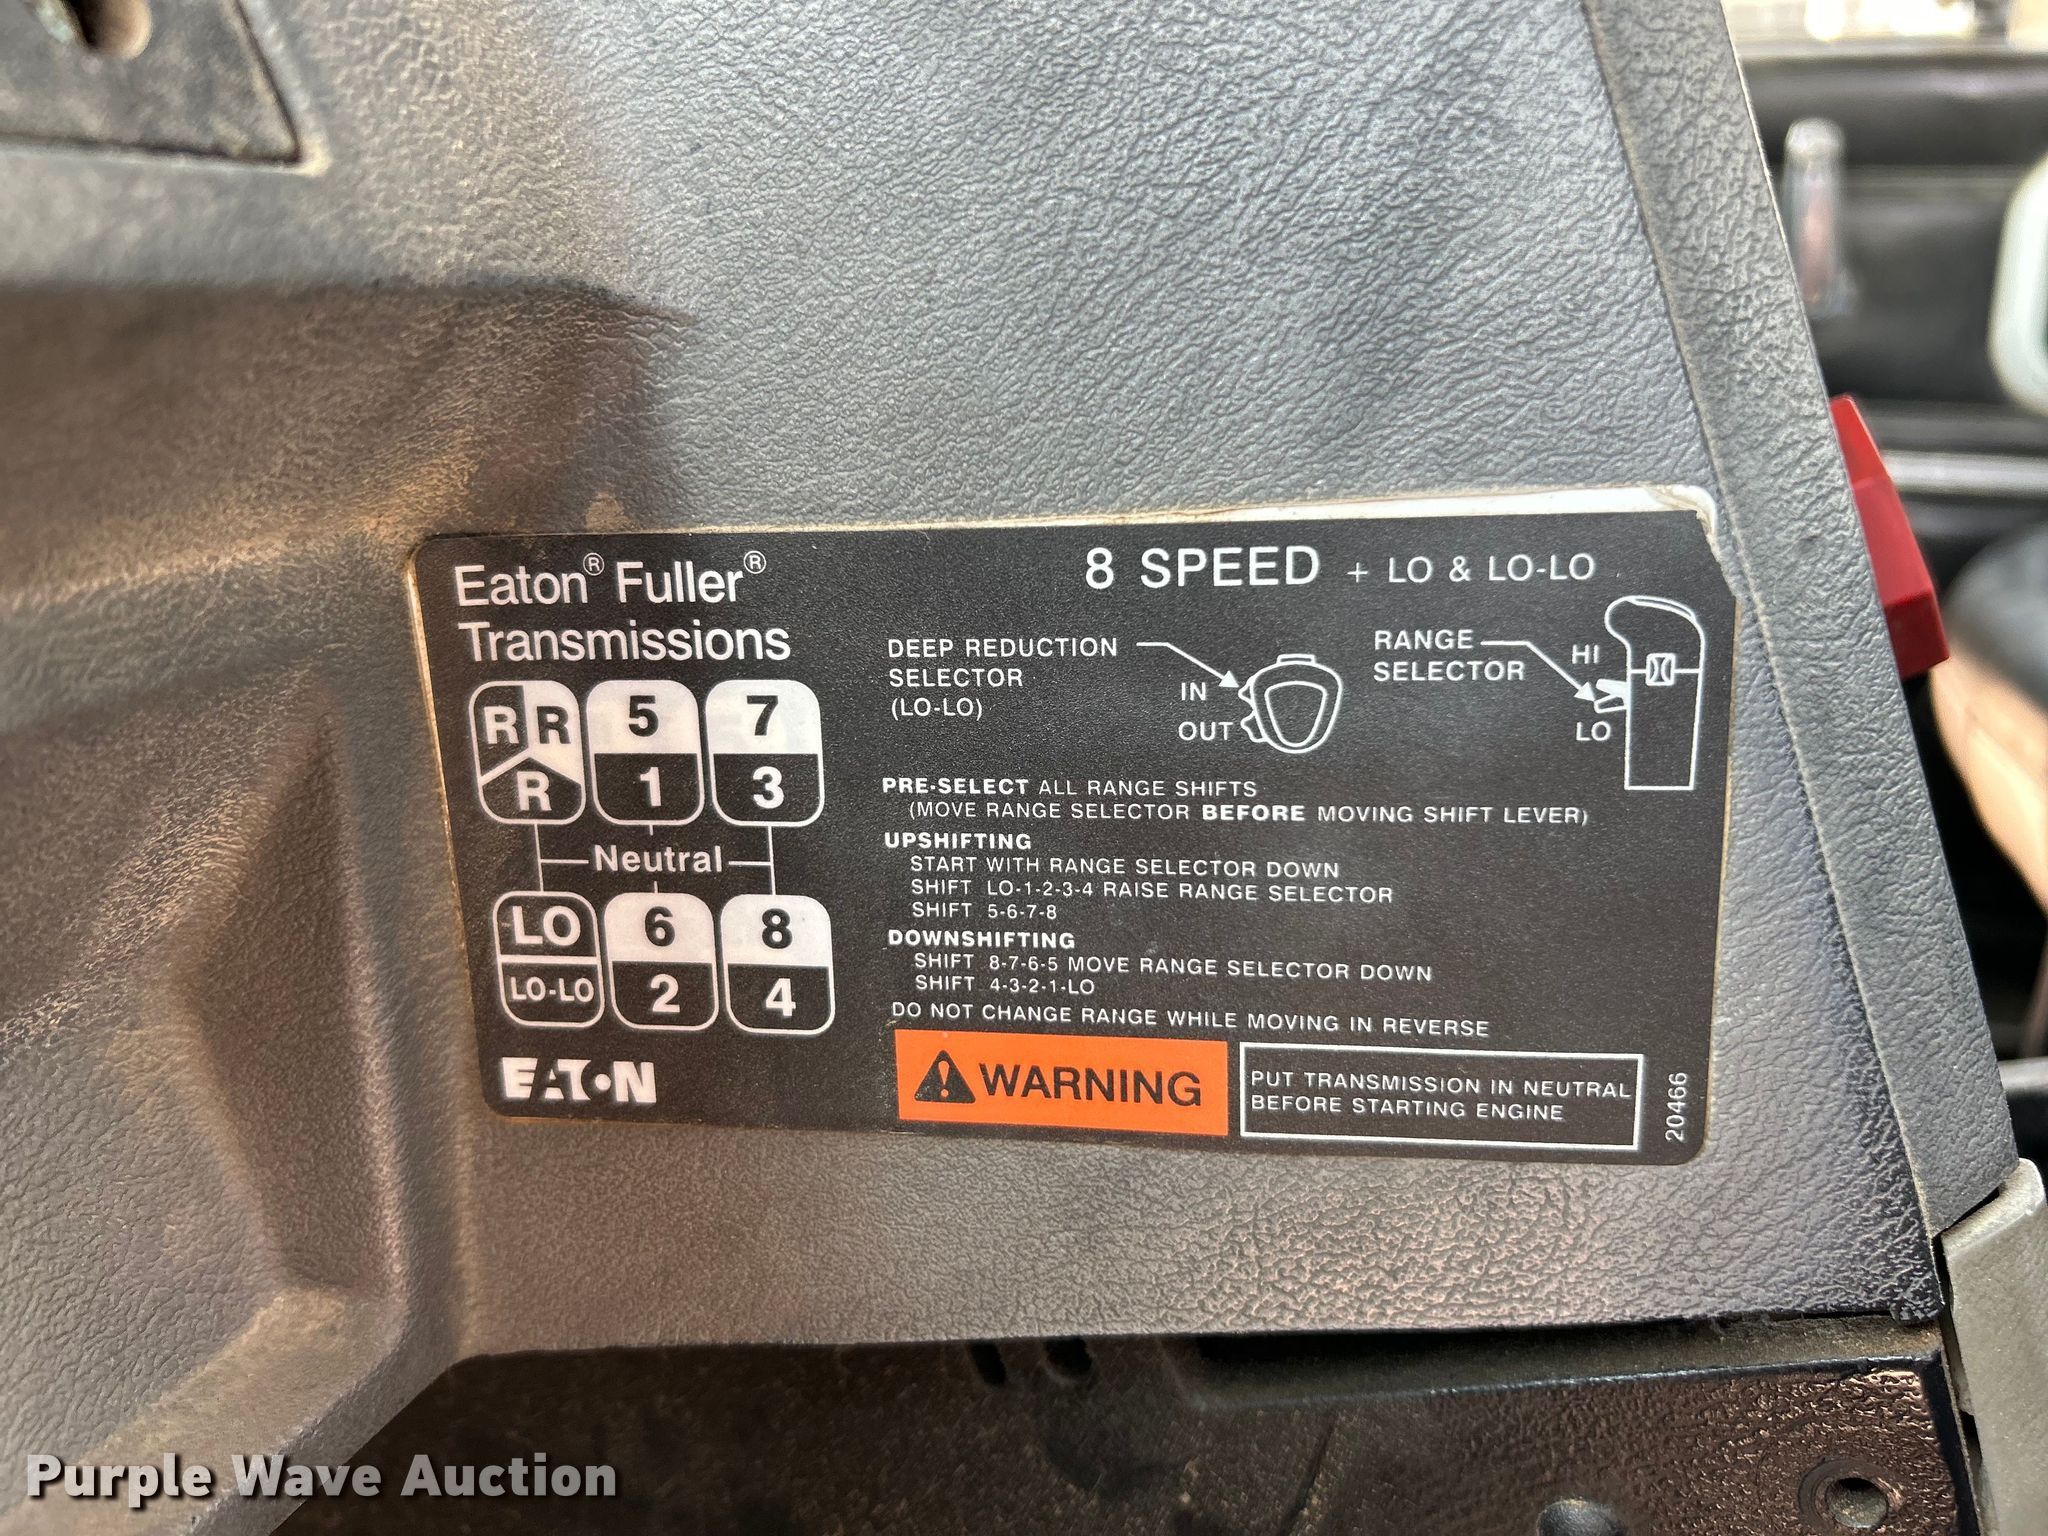 Eaton® Fuller®
Transmissions
8 SPEED + LO & LO-LO
R R 5 7
R 1 3
Neutral
LO 6 8
LO-LO 2 4
EATON
DEEP REDUCTION
SELECTOR
(LO-LO)
IN
OUT
RANGE
SELECTOR
HI
LO
PRE-SELECT ALL RANGE SHIFTS
(MOVE RANGE SELECTOR BEFORE MOVING SHIFT LEVER)
UPSHIFTING
START WITH RANGE SELECTOR DOWN
SHIFT LO-1-2-3-4 RAISE RANGE SELECTOR
SHIFT 5-6-7-8
DOWNSHIFTING
SHIFT 8-7-6-5 MOVE RANGE SELECTOR DOWN
SHIFT 4-3-2-1-LO
DO NOT CHANGE RANGE WHILE MOVING IN REVERSE
WARNING
PUT TRANSMISSION IN NEUTRAL
BEFORE STARTING ENGINE
20466
Purple Wave Auction